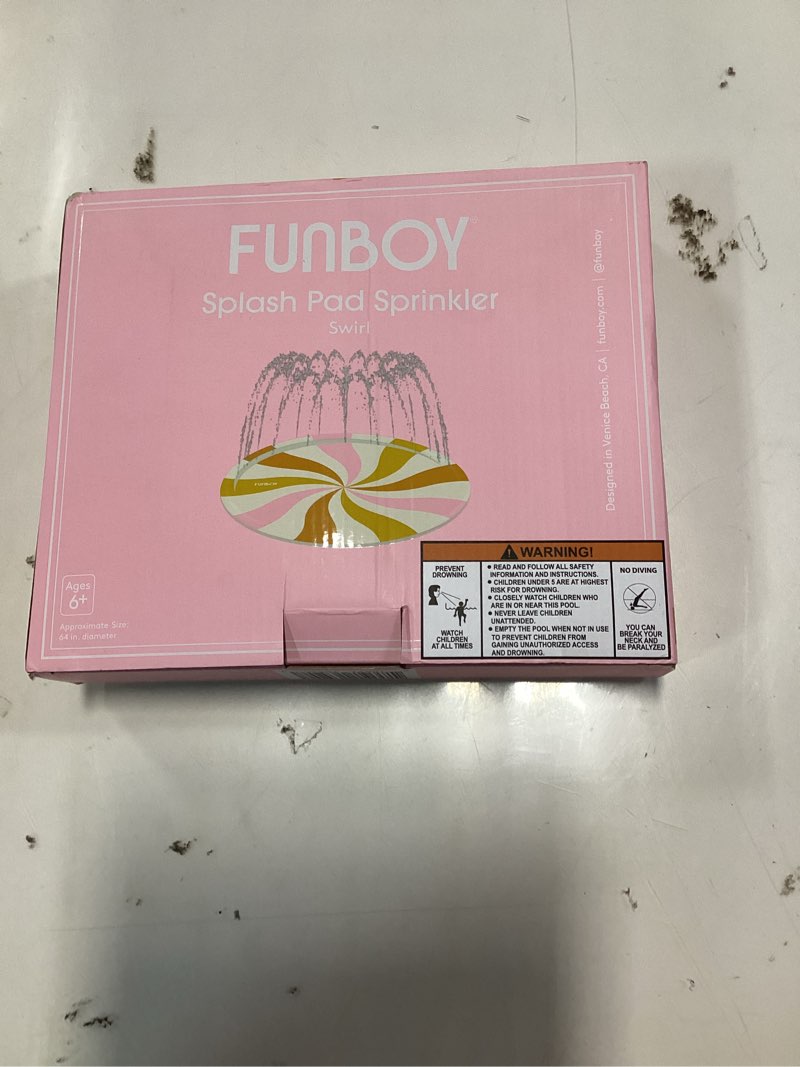 FUNBOY
Splash Pad Sprinkler
Swirl
Designed in Venice Beach, CA | funboy.com | @funboy
FUNBOY
Ages
6+
Approximate Size:
64 in. diameter
WARNING!
PREVENT
DROWNING
WATCH
CHILDREN
AT ALL TIMES
• READ AND FOLLOW ALL SAFETY
INFORMATION AND INSTRUCTIONS.
• CHILDREN UNDER 5 ARE AT HIGHEST
RISK FOR DROWNING.
• CLOSELY WATCH CHILDREN WHO
ARE IN OR NEAR THIS POOL.
• NEVER LEAVE CHILDREN
UNATTENDED.
• EMPTY THE POOL WHEN NOT IN USE
TO PREVENT CHILDREN FROM
GAINING UNAUTHORIZED ACCESS
AND DROWNING.
NO DIVING
YOU CAN
BREAK YOUR
NECK AND
BE PARALYZED